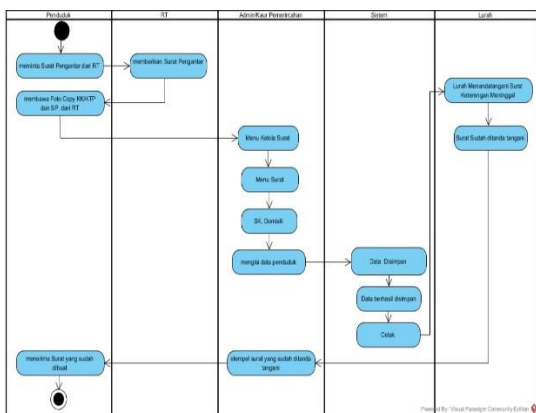 Penduduk
RT
Admin/Kaur Pemerintahan
Sistem
Lurah
meminta Surat Pengantar dari RT
memberikan Surat Pengantar
membawa Foto Copy KK/KTP
dan SP. dari RT
Menu Kelola Surat
Menu Surat
SK. Domisili
mengisi data penduduk
Data Disimpan
Data berhasil disimpan
Cetak
Lurah Menandatangani Surat
Keterangan Meninggal
Surat Sudah ditanda tangani
stempel surat yang sudah ditanda
tangani
menerima Surat yang sudah
dibuat
Powered By Visual Paradigm Community Edition